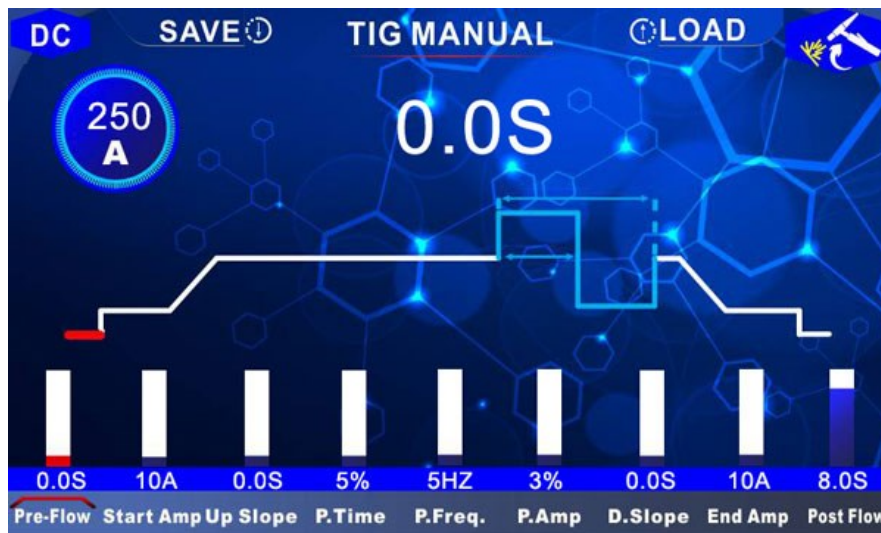 DC SAVE TIG MANUAL LOAD
250
A
0.0S
0.0S 10A 0.0S 5% 5HZ 3% 0.0S 10A 8.0S
Pre-Flow Start Amp Up Slope P.Time P.Freq. P.Amp D.Slope End Amp Post Flow